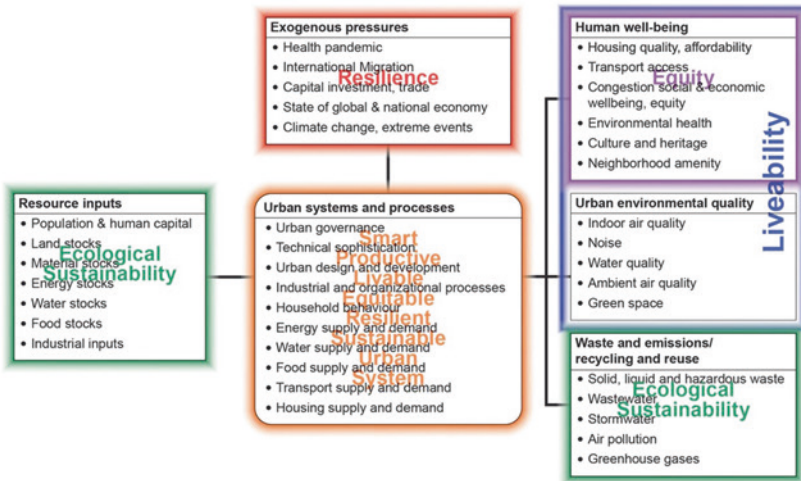 Exogenous pressures
• Health pandemic
• International Migration
• Capital investment, trade
• State of global & national economy
• Climate change, extreme events
Resilience
Human well-being
• Housing quality, affordability
• Transport access
• Congestion social & economic
wellbeing, equity
• Environmental health
• Culture and heritage
• Neighborhood amenity
Equity
Liveability
Resource inputs
• Population & human capital
• Land stocks
• Material stocks
• Energy stocks
• Water stocks
• Food stocks
• Industrial inputs
Ecological
Sustainability
Urban systems and processes
• Urban governance
• Technical sophistication
• Urban design and development
• Industrial and organizational processes
• Household behaviour
• Energy supply and demand
• Water supply and demand
• Food supply and demand
• Transport supply and demand
• Housing supply and demand
Smart
Productive
Livable
Equitable
Resilient
Sustainable
Urban
System
Urban environmental quality
• Indoor air quality
• Noise
• Water quality
• Ambient air quality
• Green space
Waste and emissions/
recycling and reuse
• Solid, liquid and hazardous waste
• Wastewater
• Stormwater
• Air pollution
• Greenhouse gases
Ecological
Sustainability